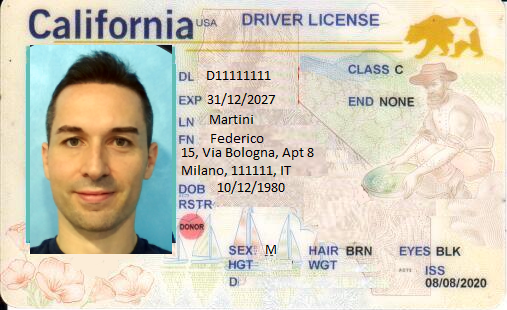 California USA DRIVER LICENSE
DL D11111111 CLASS C
EXP 31/12/2027 END NONE
LN Martini
FN Federico
15, Via Bologna, Apt 8
Milano, 111111, IT
DOB 10/12/1980
RSTR
DONOR
SEX M HAIR BRN EYES BLK
HGT WGT ISS
D 08/08/2020